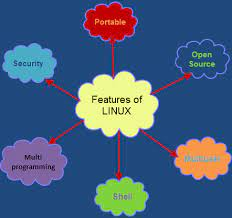 Portable
Open
Source
Security
Features of
LINUX
Multi
programming
Multiuser
Shell